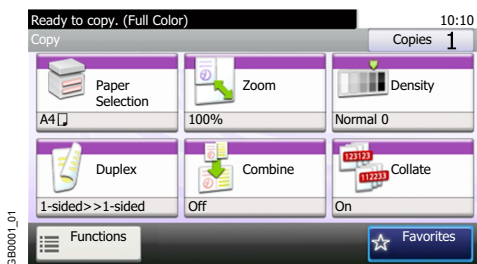 Ready to copy. (Full Color)
10:10
Copy
Copies 1
Paper
Selection
A4
Zoom
100%
Density
Normal 0
Duplex
1-sided>>1-sided
Combine
Off
123123
112233
Collate
On
Functions
Favorites
GB0001_01